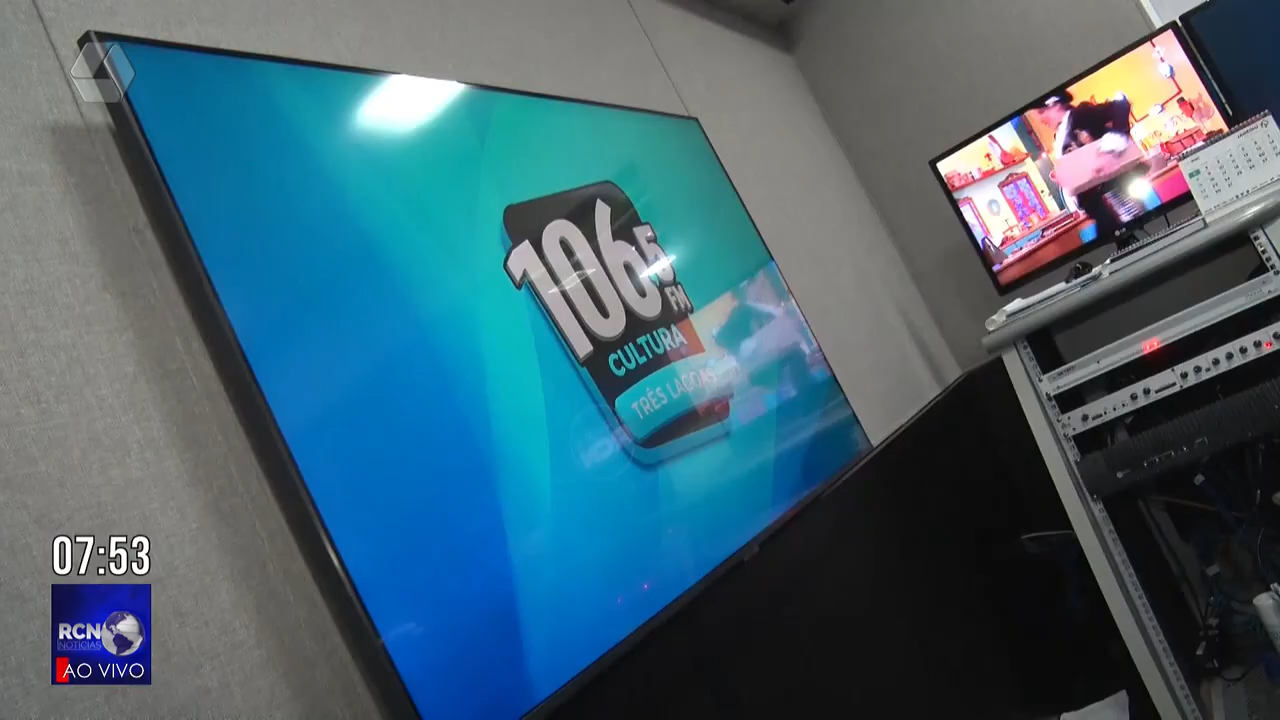 106.5
FM
CULTURA
TRÊS LAGOAS
07:53
RCN
NOTÍCIAS
AO VIVO